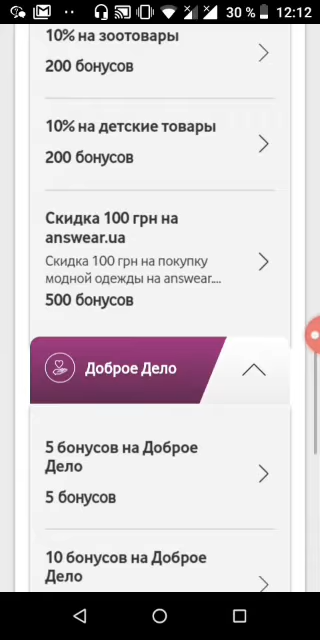 30 % 12:12
10% на зоотовары
200 бонусов
10% на детские товары
200 бонусов
Скидка 100 грн на
answear.ua
Скидка 100 грн на покупку
модной одежды на answear....
500 бонусов
Доброе Дело
5 бонусов на Доброе
Дело
5 бонусов
10 бонусов на Доброе
Дело